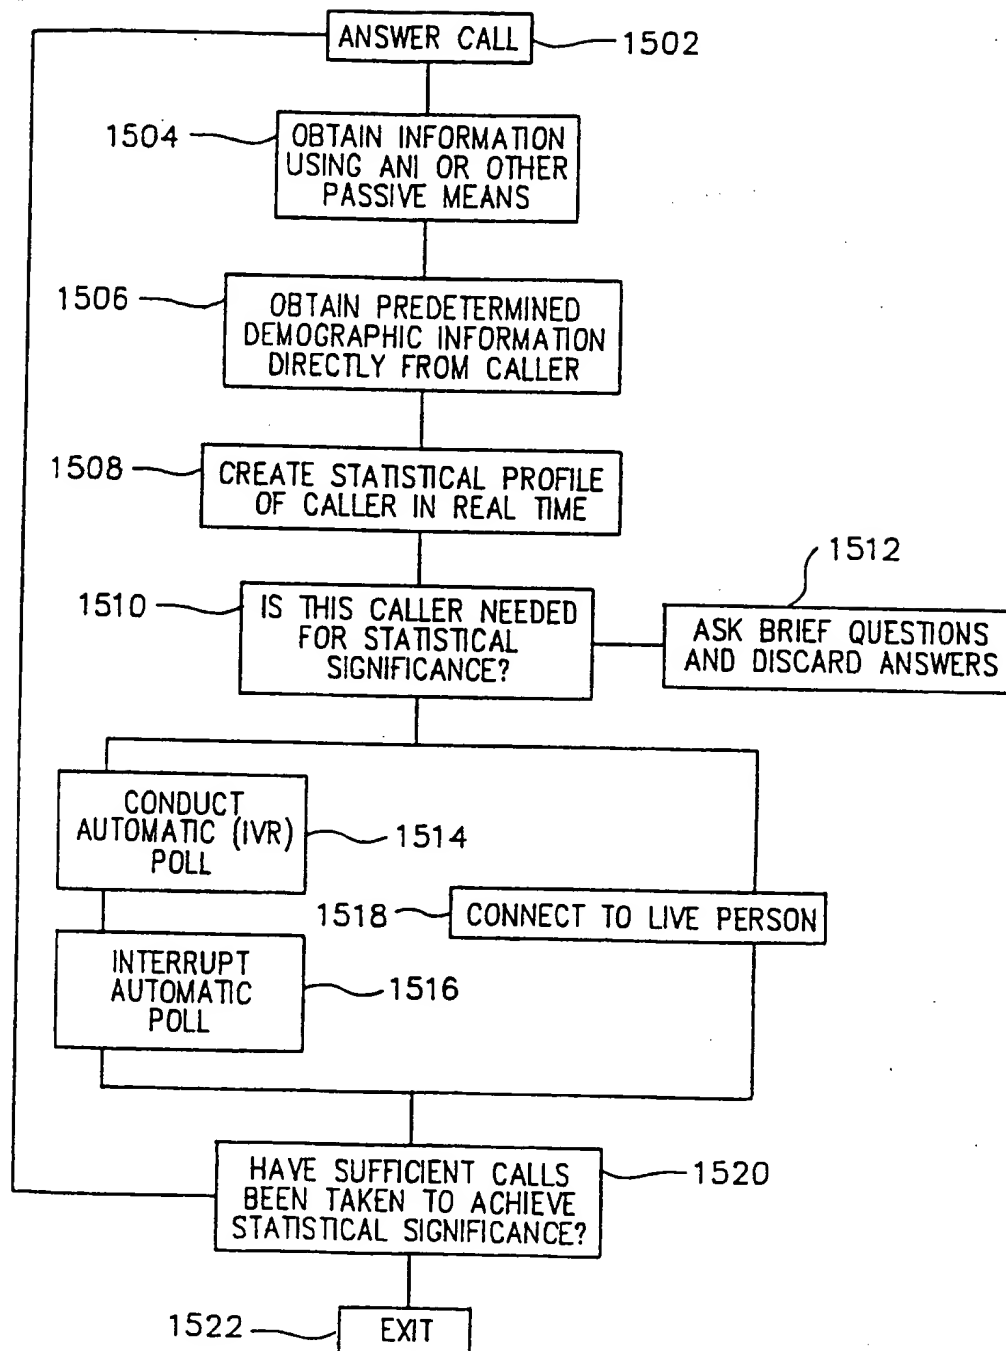 ANSWER CALL
1502
1504
OBTAIN INFORMATION
USING ANI OR OTHER
PASSIVE MEANS
1506
OBTAIN PREDETERMINED
DEMOGRAPHIC INFORMATION
DIRECTLY FROM CALLER
1508
CREATE STATISTICAL PROFILE
OF CALLER IN REAL TIME
1510
IS THIS CALLER NEEDED
FOR STATISTICAL
SIGNIFICANCE?
1512
ASK BRIEF QUESTIONS
AND DISCARD ANSWERS
CONDUCT
AUTOMATIC (IVR)
POLL
1514
1518
CONNECT TO LIVE PERSON
INTERRUPT
AUTOMATIC
POLL
1516
HAVE SUFFICIENT CALLS
BEEN TAKEN TO ACHIEVE
STATISTICAL SIGNIFICANCE?
1520
1522
EXIT